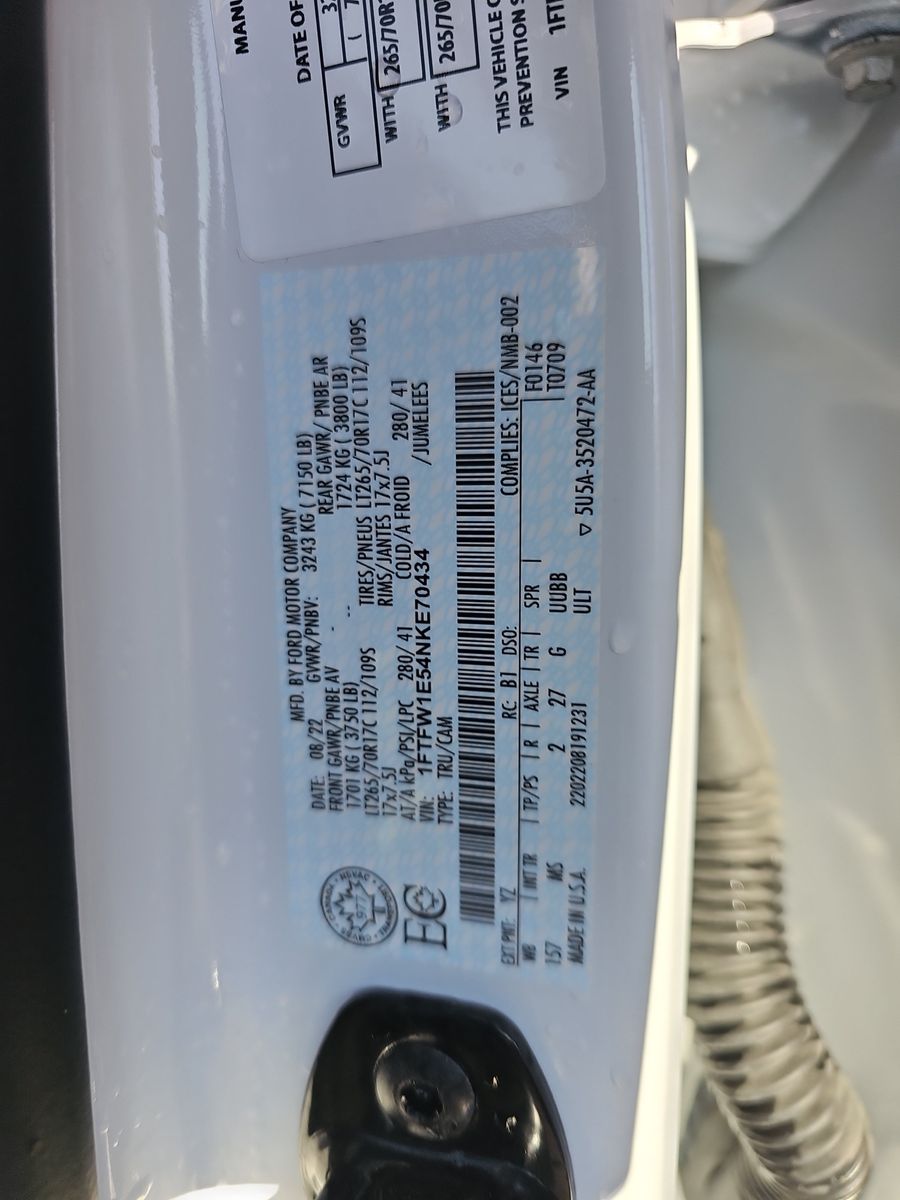 MFD. BY FORD MOTOR COMPANY
DATE: 08/22 GVWR/PNBV: 3243 KG ( 7150 LB)
FRONT GAWR/PNBE AV - REAR GAWR/ PNBE AR
1701 KG ( 3750 LB) -- 1724 KG ( 3800 LB)
LT265/70R17C 112/109S TIRES/PNEUS LT265/70R17C 112/109S
17x7.5J RIMS/JANTES 17x7.5J
AT/A kPa/PSI/LPC 280/ 41 COLD/A FROID 280/ 41
VIN: 1FTFW1E54NKE70434 /JUMELEES
TYPE: TRU/CAM
EXT PNT: YZ RC: B1 DSO: COMPLIES: ICES/NMB-002
WB | INT TR | TP/PS | R | AXLE | TR | SPR | F0146
157 MS 2 27 G UUBB T0709
MADE IN U.S.A. 2202208191231 ULT ▽ 5U5A-3520472-AA
EC
977
MANU
DATE OF
GVWR
WITH 265/70R1
WITH 265/70
THIS VEHICLE C
PREVENTION S
VIN 1FT